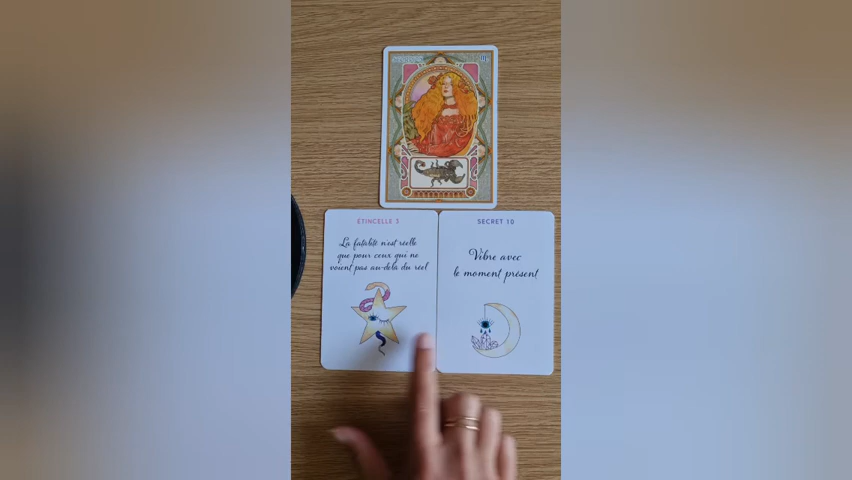 ÉTINCELLE 3
La fatalité n'est réelle
que pour ceux qui ne
voient pas au-delà du réel
SECRET 10
Vibre avec
le moment présent